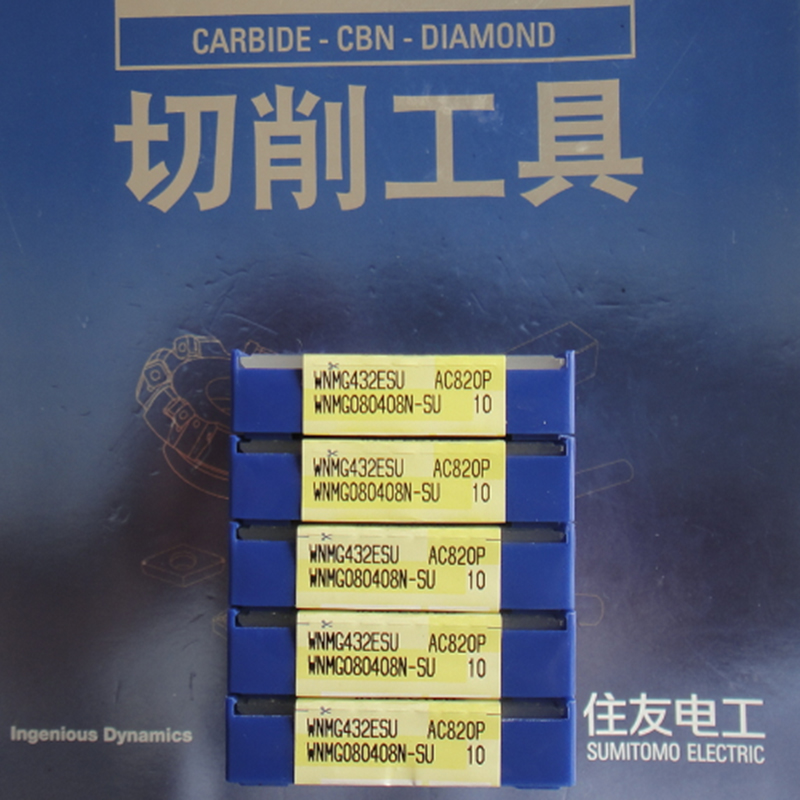 CARBIDE - CBN - DIAMOND
切削工具
WNMG432ESU AC820P
WNMG080408N-SU 10
WNMG432ESU AC820P
WNMG080408N-SU 10
WNMG432ESU AC820P
WNMG080408N-SU 10
WNMG432ESU AC820P
WNMG080408N-SU 10
WNMG432ESU AC820P
WNMG080408N-SU 10
Ingenious Dynamics
住友电工
SUMITOMO ELECTRIC